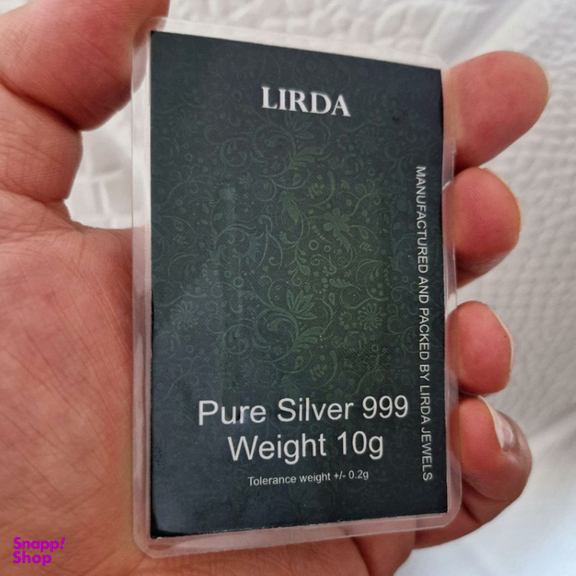 LIRDA
Pure Silver 999
Weight 10g
Tolerance weight +/- 0.2g
MANUFACTURED AND PACKED BY LIRDA JEWELS
Snapp!
Shop